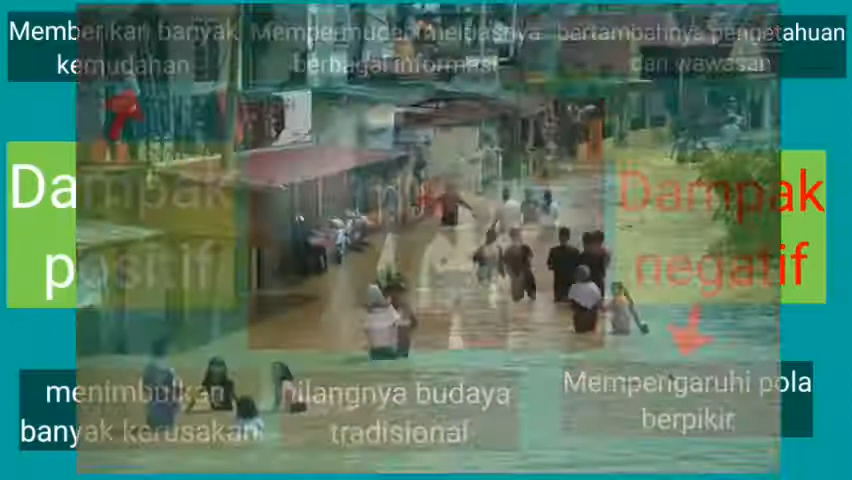 Memberikan banyak
kemudahan
Mempermudah meluasnya
berbagai informasi
bertambahnya pengetahuan
dan wawasan
Dampak
positif
Dampak
negatif
menimbulkan
banyak kerusakan
hilangnya budaya
tradisional
Mempengaruhi pola
berpikir